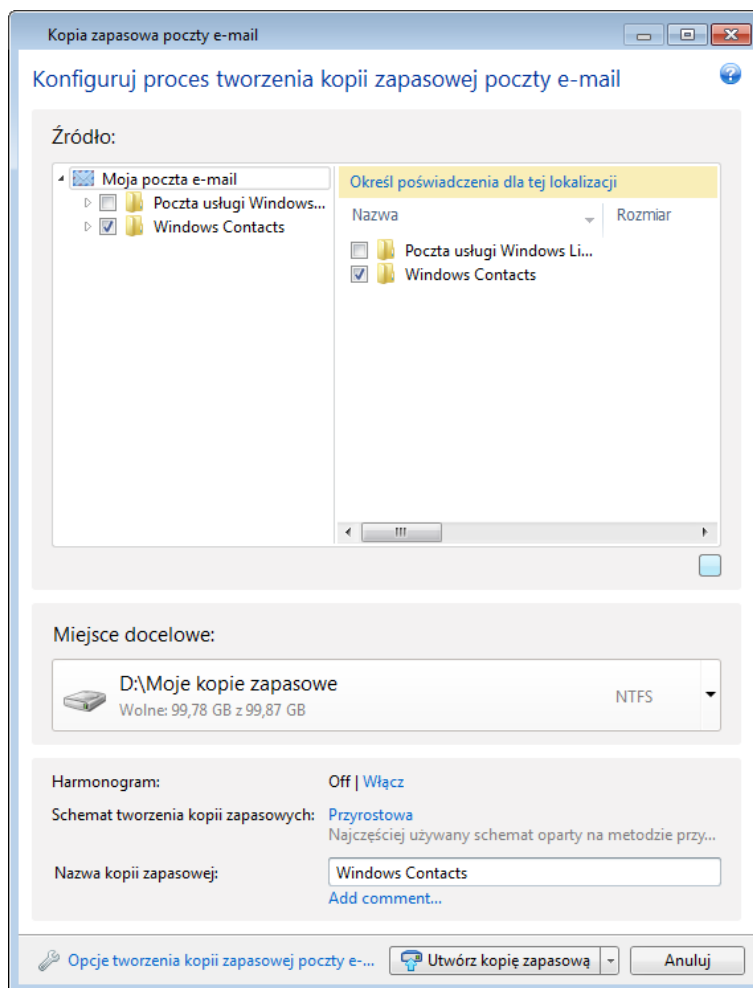 Kopia zapasowa poczty e-mail
Konfiguruj proces tworzenia kopii zapasowej poczty e-mail
Źródło:
Moja poczta e-mail
Poczta usługi Windows...
Windows Contacts
Określ poświadczenia dla tej lokalizacji
Nazwa Rozmiar
Poczta usługi Windows Li...
Windows Contacts
Miejsce docelowe:
D:\Moje kopie zapasowe
Wolne: 99,78 GB z 99,87 GB
NTFS
Harmonogram: Off | Włącz
Schemat tworzenia kopii zapasowych: Przyrostowa
Najczęściej używany schemat oparty na metodzie przy...
Nazwa kopii zapasowej: Windows Contacts
Add comment...
Opcje tworzenia kopii zapasowej poczty e-... Utwórz kopię zapasową Anuluj